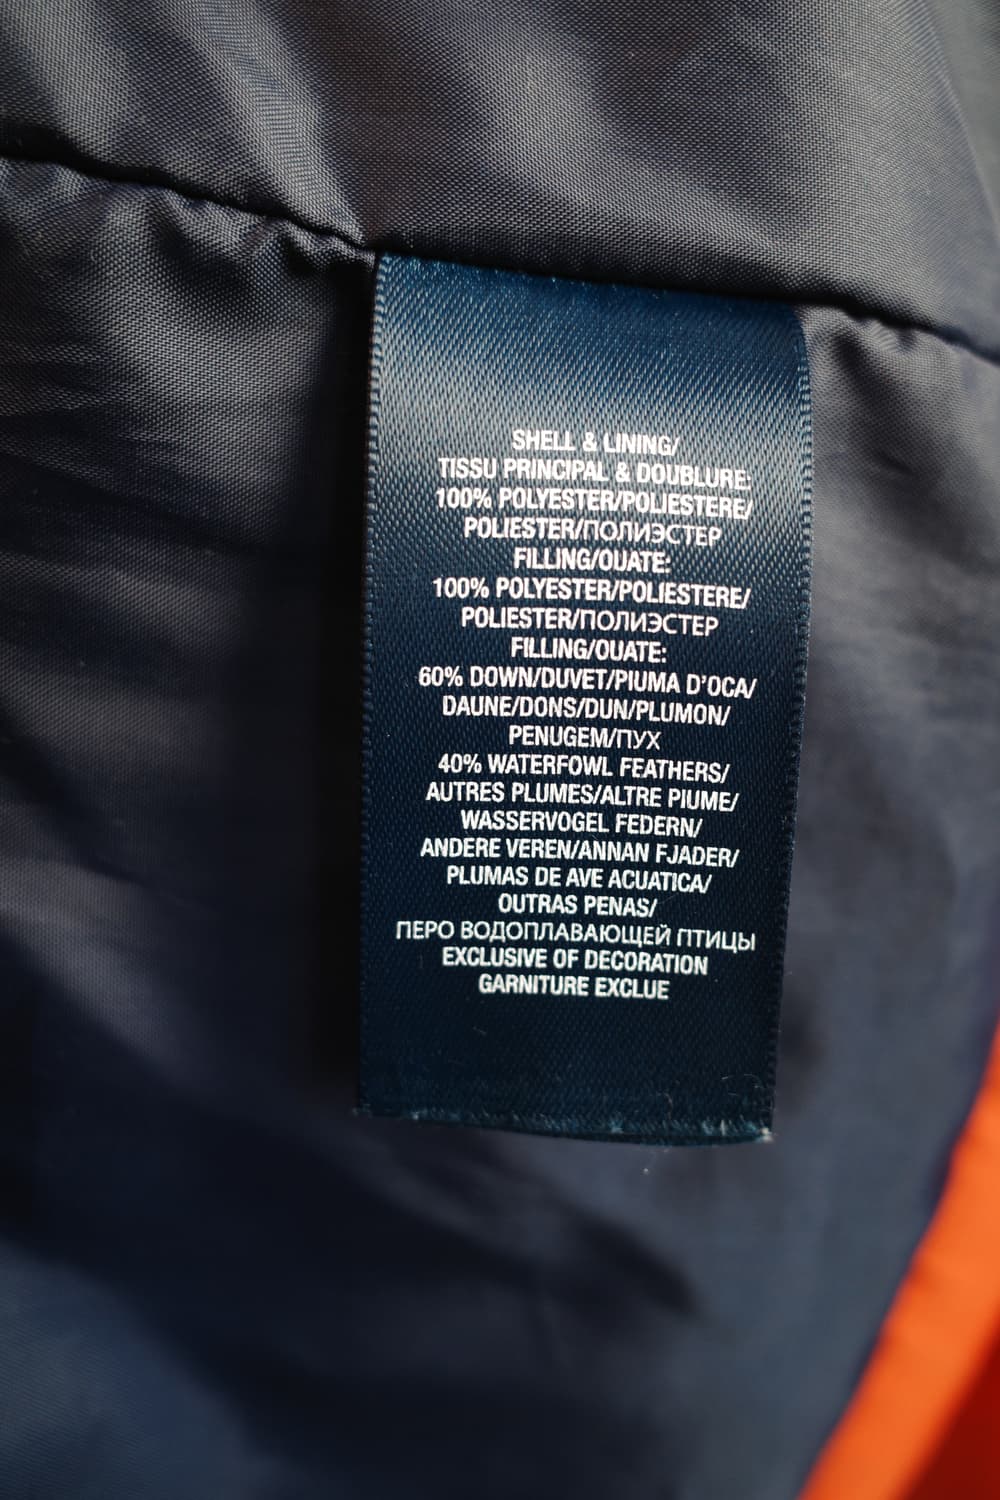 SHELL & LINING/
TISSU PRINCIPAL & DOUBLURE:
100% POLYESTER/POLIESTERE/
POLIESTER/ПОЛИЭСТЕР
FILLING/OUATE:
100% POLYESTER/POLIESTERE/
POLIESTER/ПОЛИЭСТЕР
FILLING/OUATE:
60% DOWN/DUVET/PIUMA D'OCA/
DAUNE/DONS/DUN/PLUMON/
PENUGEM/ПУХ
40% WATERFOWL FEATHERS/
AUTRES PLUMES/ALTRE PIUME/
WASSERVOGEL FEDERN/
ANDERE VEREN/ANNAN FJADER/
PLUMAS DE AVE ACUATICA/
OUTRAS PENAS/
ПЕРО ВОДОПЛАВАЮЩЕЙ ПТИЦЫ
EXCLUSIVE OF DECORATION
GARNITURE EXCLUE